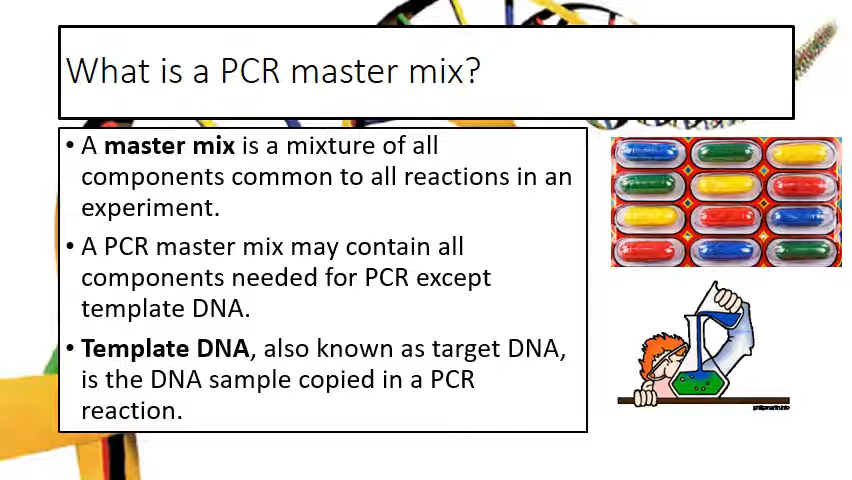 What is a PCR master mix?
• A master mix is a mixture of all
components common to all reactions in an
experiment.
• A PCR master mix may contain all
components needed for PCR except
template DNA.
• Template DNA, also known as target DNA,
is the DNA sample copied in a PCR
reaction.
philipmartin.info